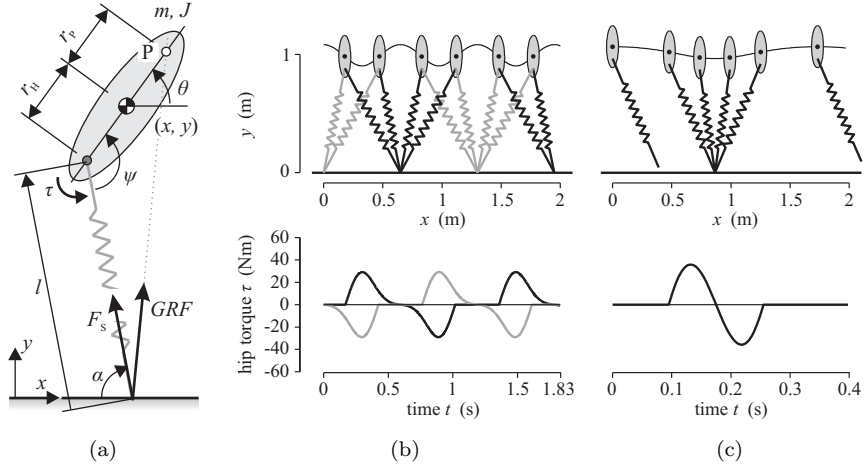 m, J
P
r_P
r_H
θ
(x, y)
ψ
τ
l
F_s
GRF
α
y
x
(a)
y (m)
1
0
0 0.5 1 1.5 2
x (m)
hip torque τ (Nm)
60
40
20
0
-20
-40
-60
0 0.5 1 1.5 1.83
time t (s)
(b)
1
0
0 0.5 1 1.5 2
x (m)
0 0.1 0.2 0.3 0.4
time t (s)
(c)